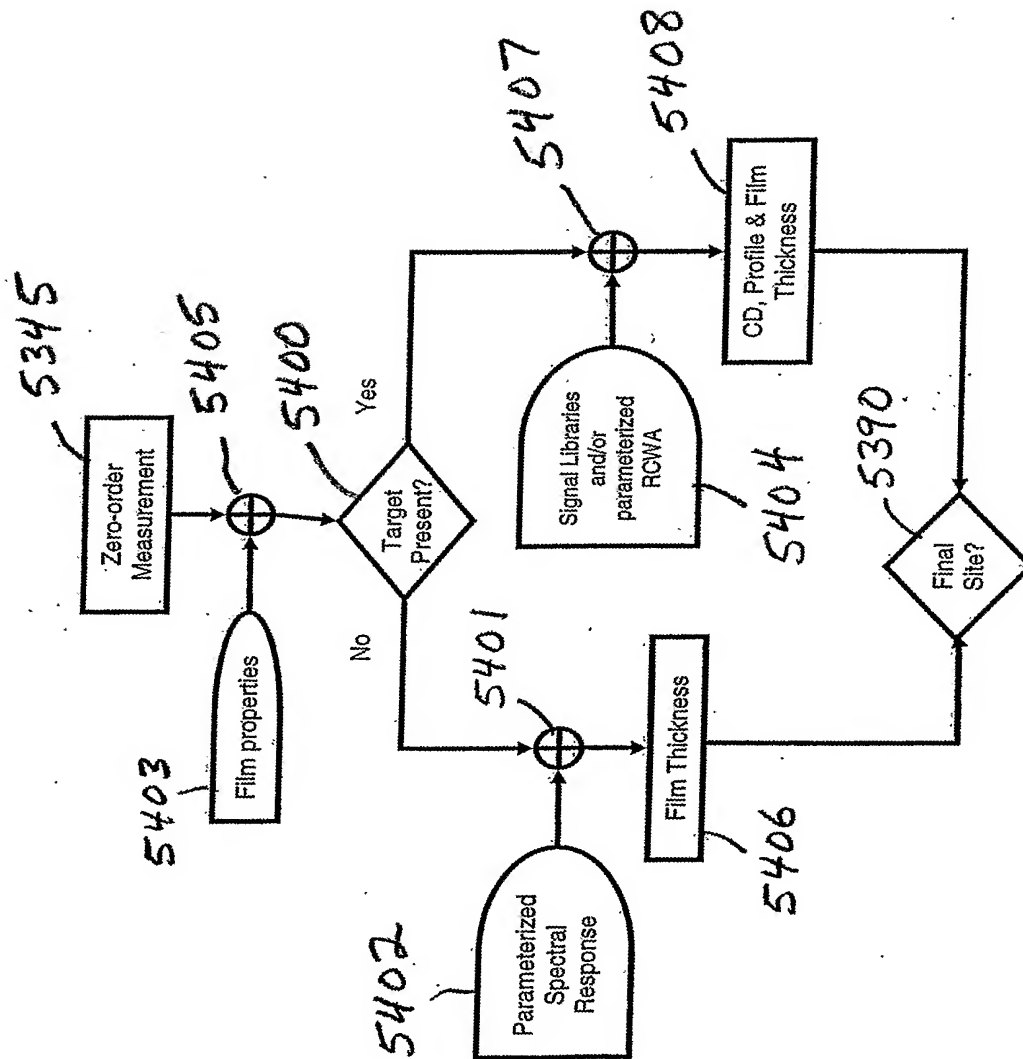 5345
Zero-order
Measurement
5405
5403
Film properties
5400
Target
Present?
Yes
No
5407
5401
5402
Parameterized
Spectral
Response
Signal Libraries
and/or
parameterized
RCWA
5404
5408
CD, Profile & Film
Thickness
Film Thickness
5406
5390
Final
Site?